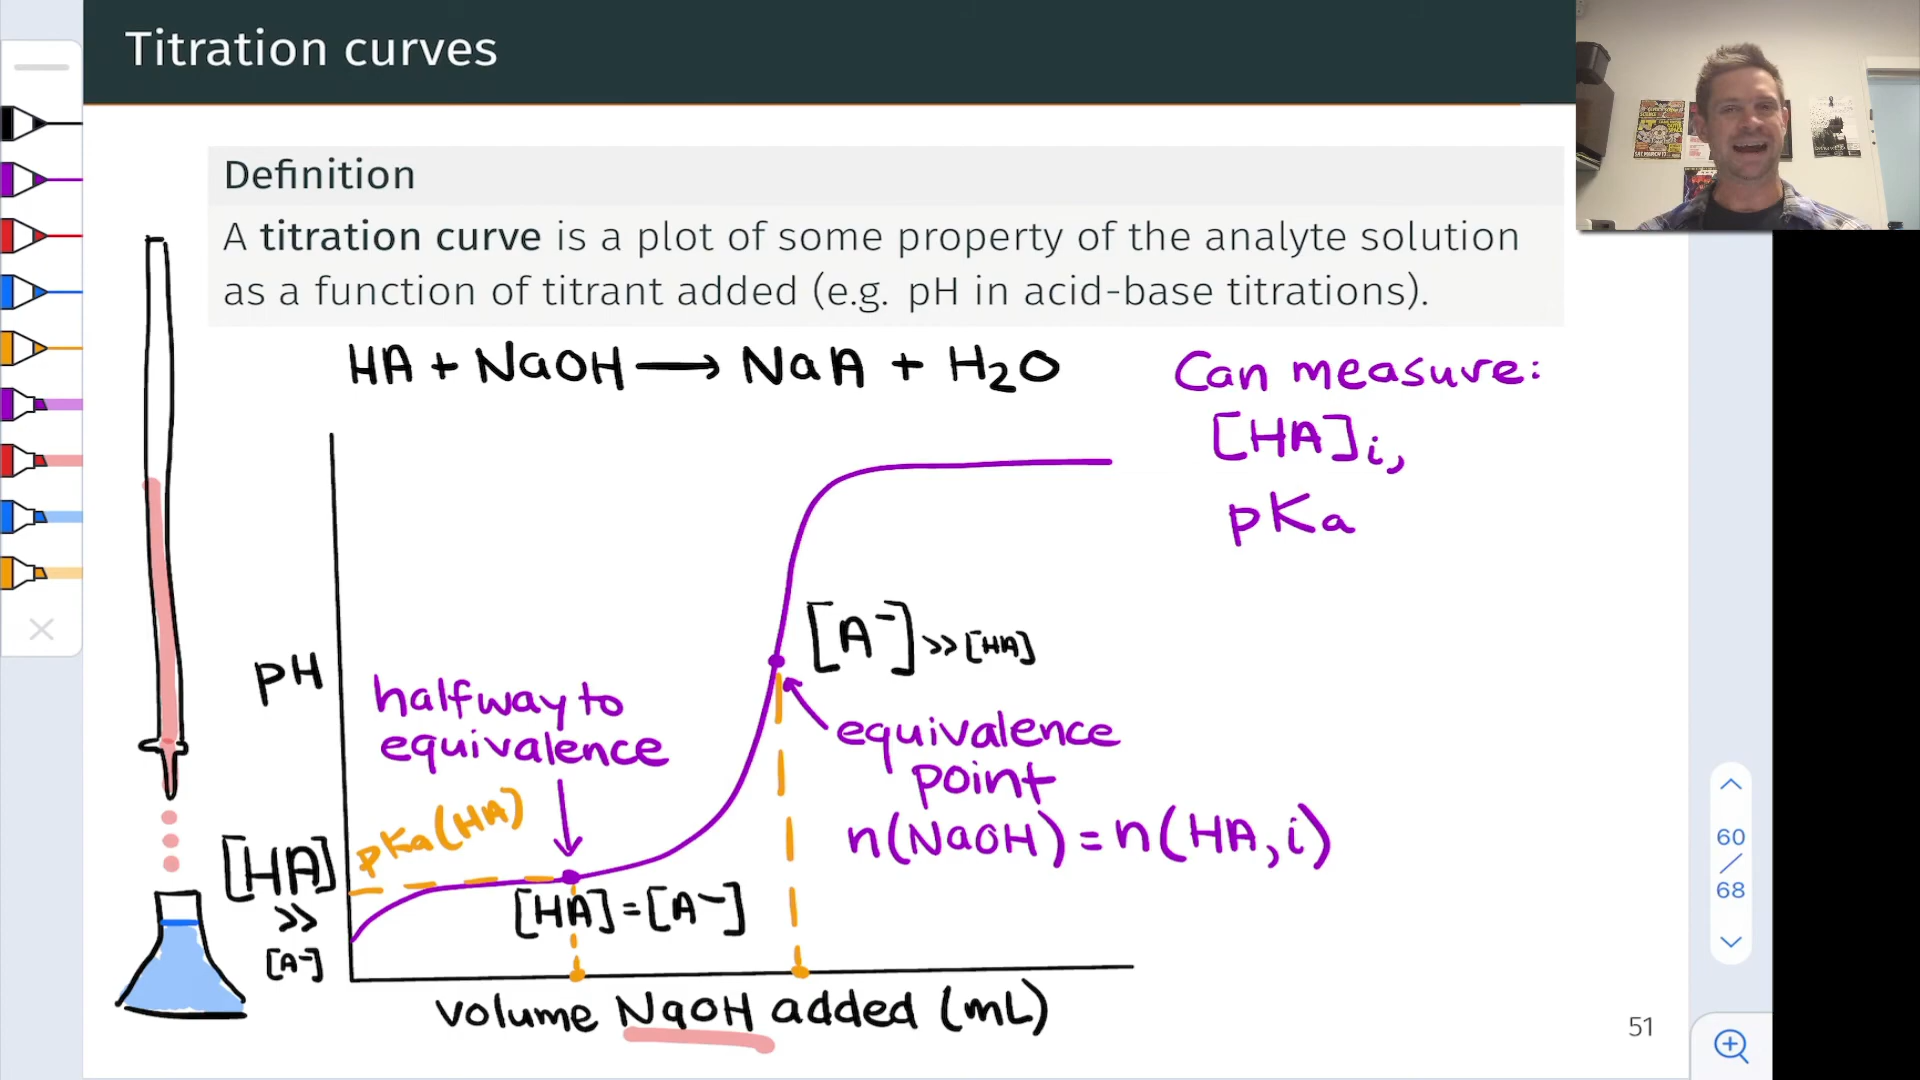 Titration curves
Definition
A titration curve is a plot of some property of the analyte solution
as a function of titrant added (e.g. pH in acid-base titrations).
HA + NaOH ⟶ NaA + H₂O
Can measure:
[HA]i,
pKa
pH
[A⁻] >> [HA]
halfway to
equivalence
equivalence
point
n(NaOH) = n(HA, i)
pKa(HA)
[HA]
>>
[A⁻]
[HA] = [A⁻]
volume NaOH added (mL)
60
/
68
51